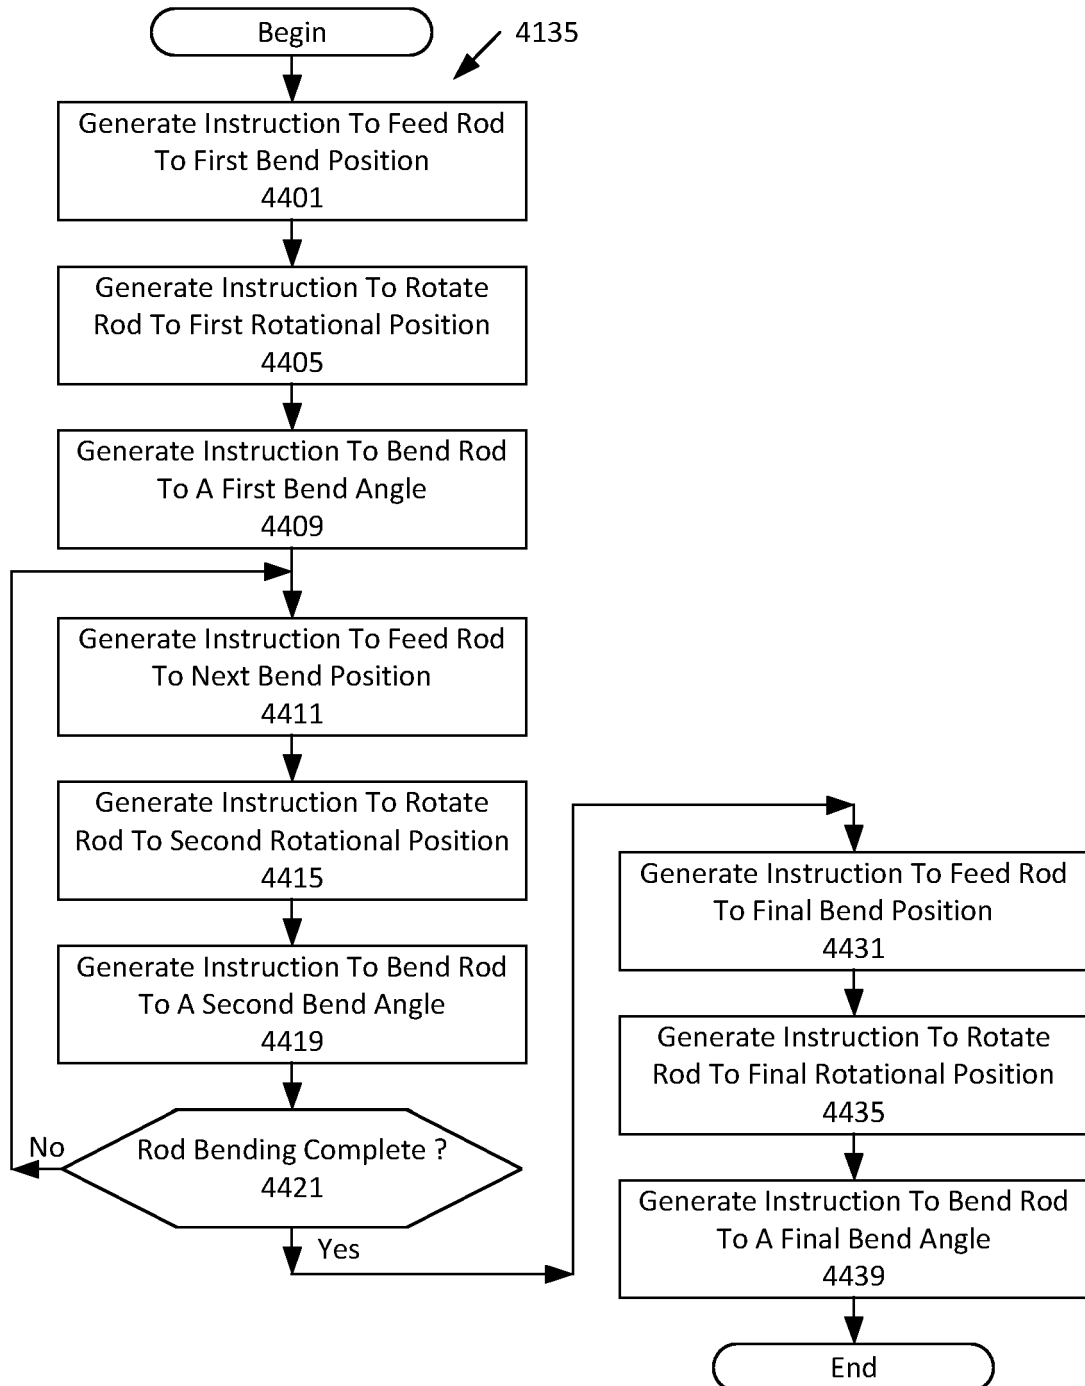 Begin
4135
Generate Instruction To Feed Rod
To First Bend Position
4401
Generate Instruction To Rotate
Rod To First Rotational Position
4405
Generate Instruction To Bend Rod
To A First Bend Angle
4409
Generate Instruction To Feed Rod
To Next Bend Position
4411
Generate Instruction To Rotate
Rod To Second Rotational Position
4415
Generate Instruction To Bend Rod
To A Second Bend Angle
4419
No
Rod Bending Complete ?
4421
Yes
Generate Instruction To Feed Rod
To Final Bend Position
4431
Generate Instruction To Rotate
Rod To Final Rotational Position
4435
Generate Instruction To Bend Rod
To A Final Bend Angle
4439
End